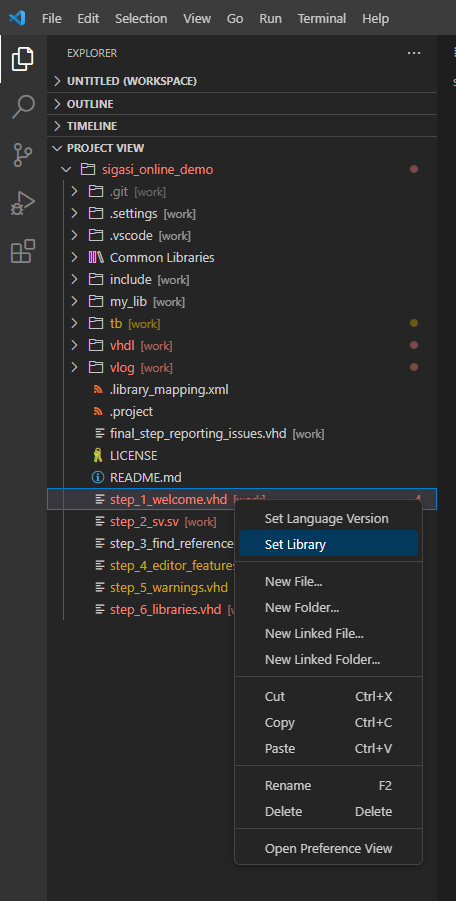 File Edit Selection View Go Run Terminal Help
EXPLORER ...
UNTITLED (WORKSPACE)
OUTLINE
TIMELINE
PROJECT VIEW
sigasi_online_demo
.git [work]
.settings [work]
.vscode [work]
Common Libraries
include [work]
my_lib [work]
tb [work]
vhdl [work]
vlog [work]
.library_mapping.xml
.project
final_step_reporting_issues.vhd [work]
LICENSE
README.md
step_1_welcome.vhd [work] 4
step_2_sv.sv [work]
step_3_find_reference
step_4_editor_features
step_5_warnings.vhd
step_6_libraries.vhd [w
Set Language Version
Set Library
New File...
New Folder...
New Linked File...
New Linked Folder...
Cut Ctrl+X
Copy Ctrl+C
Paste Ctrl+V
Rename F2
Delete Delete
Open Preference View